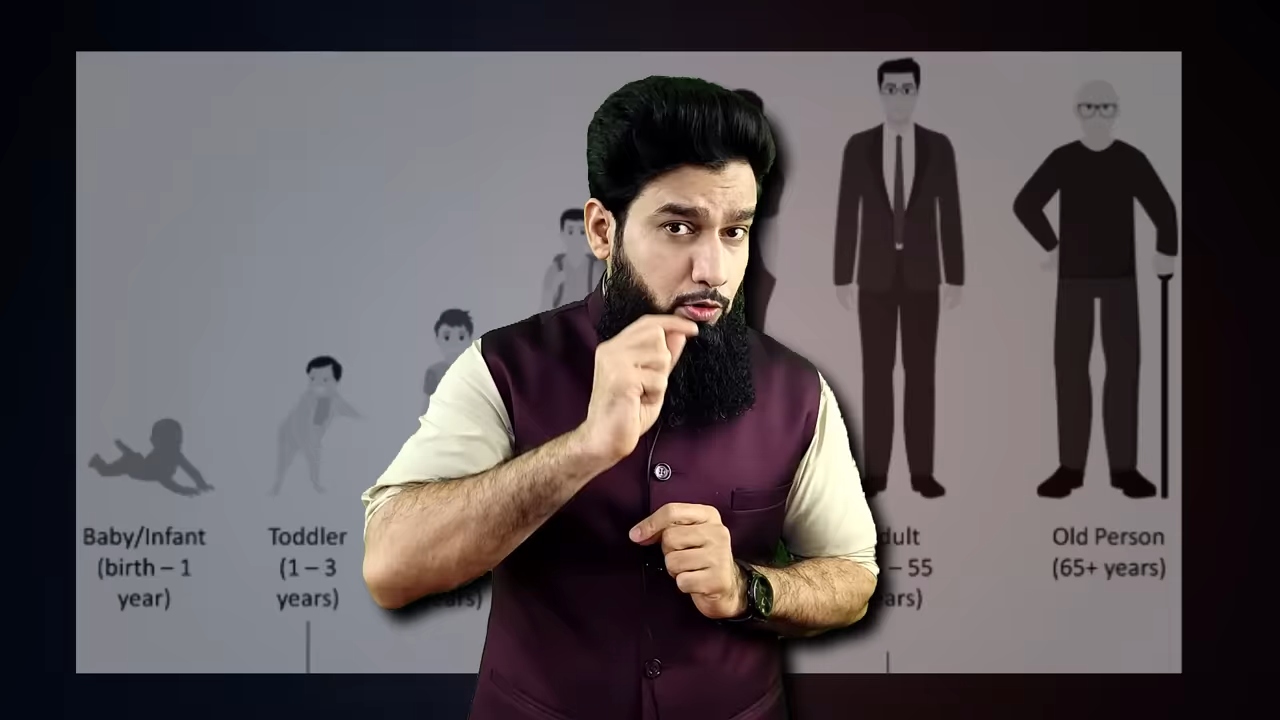 Baby/Infant
(birth – 1
year)
Toddler
(1 – 3
years)
ears)
dult
– 55
ars)
Old Person
(65+ years)